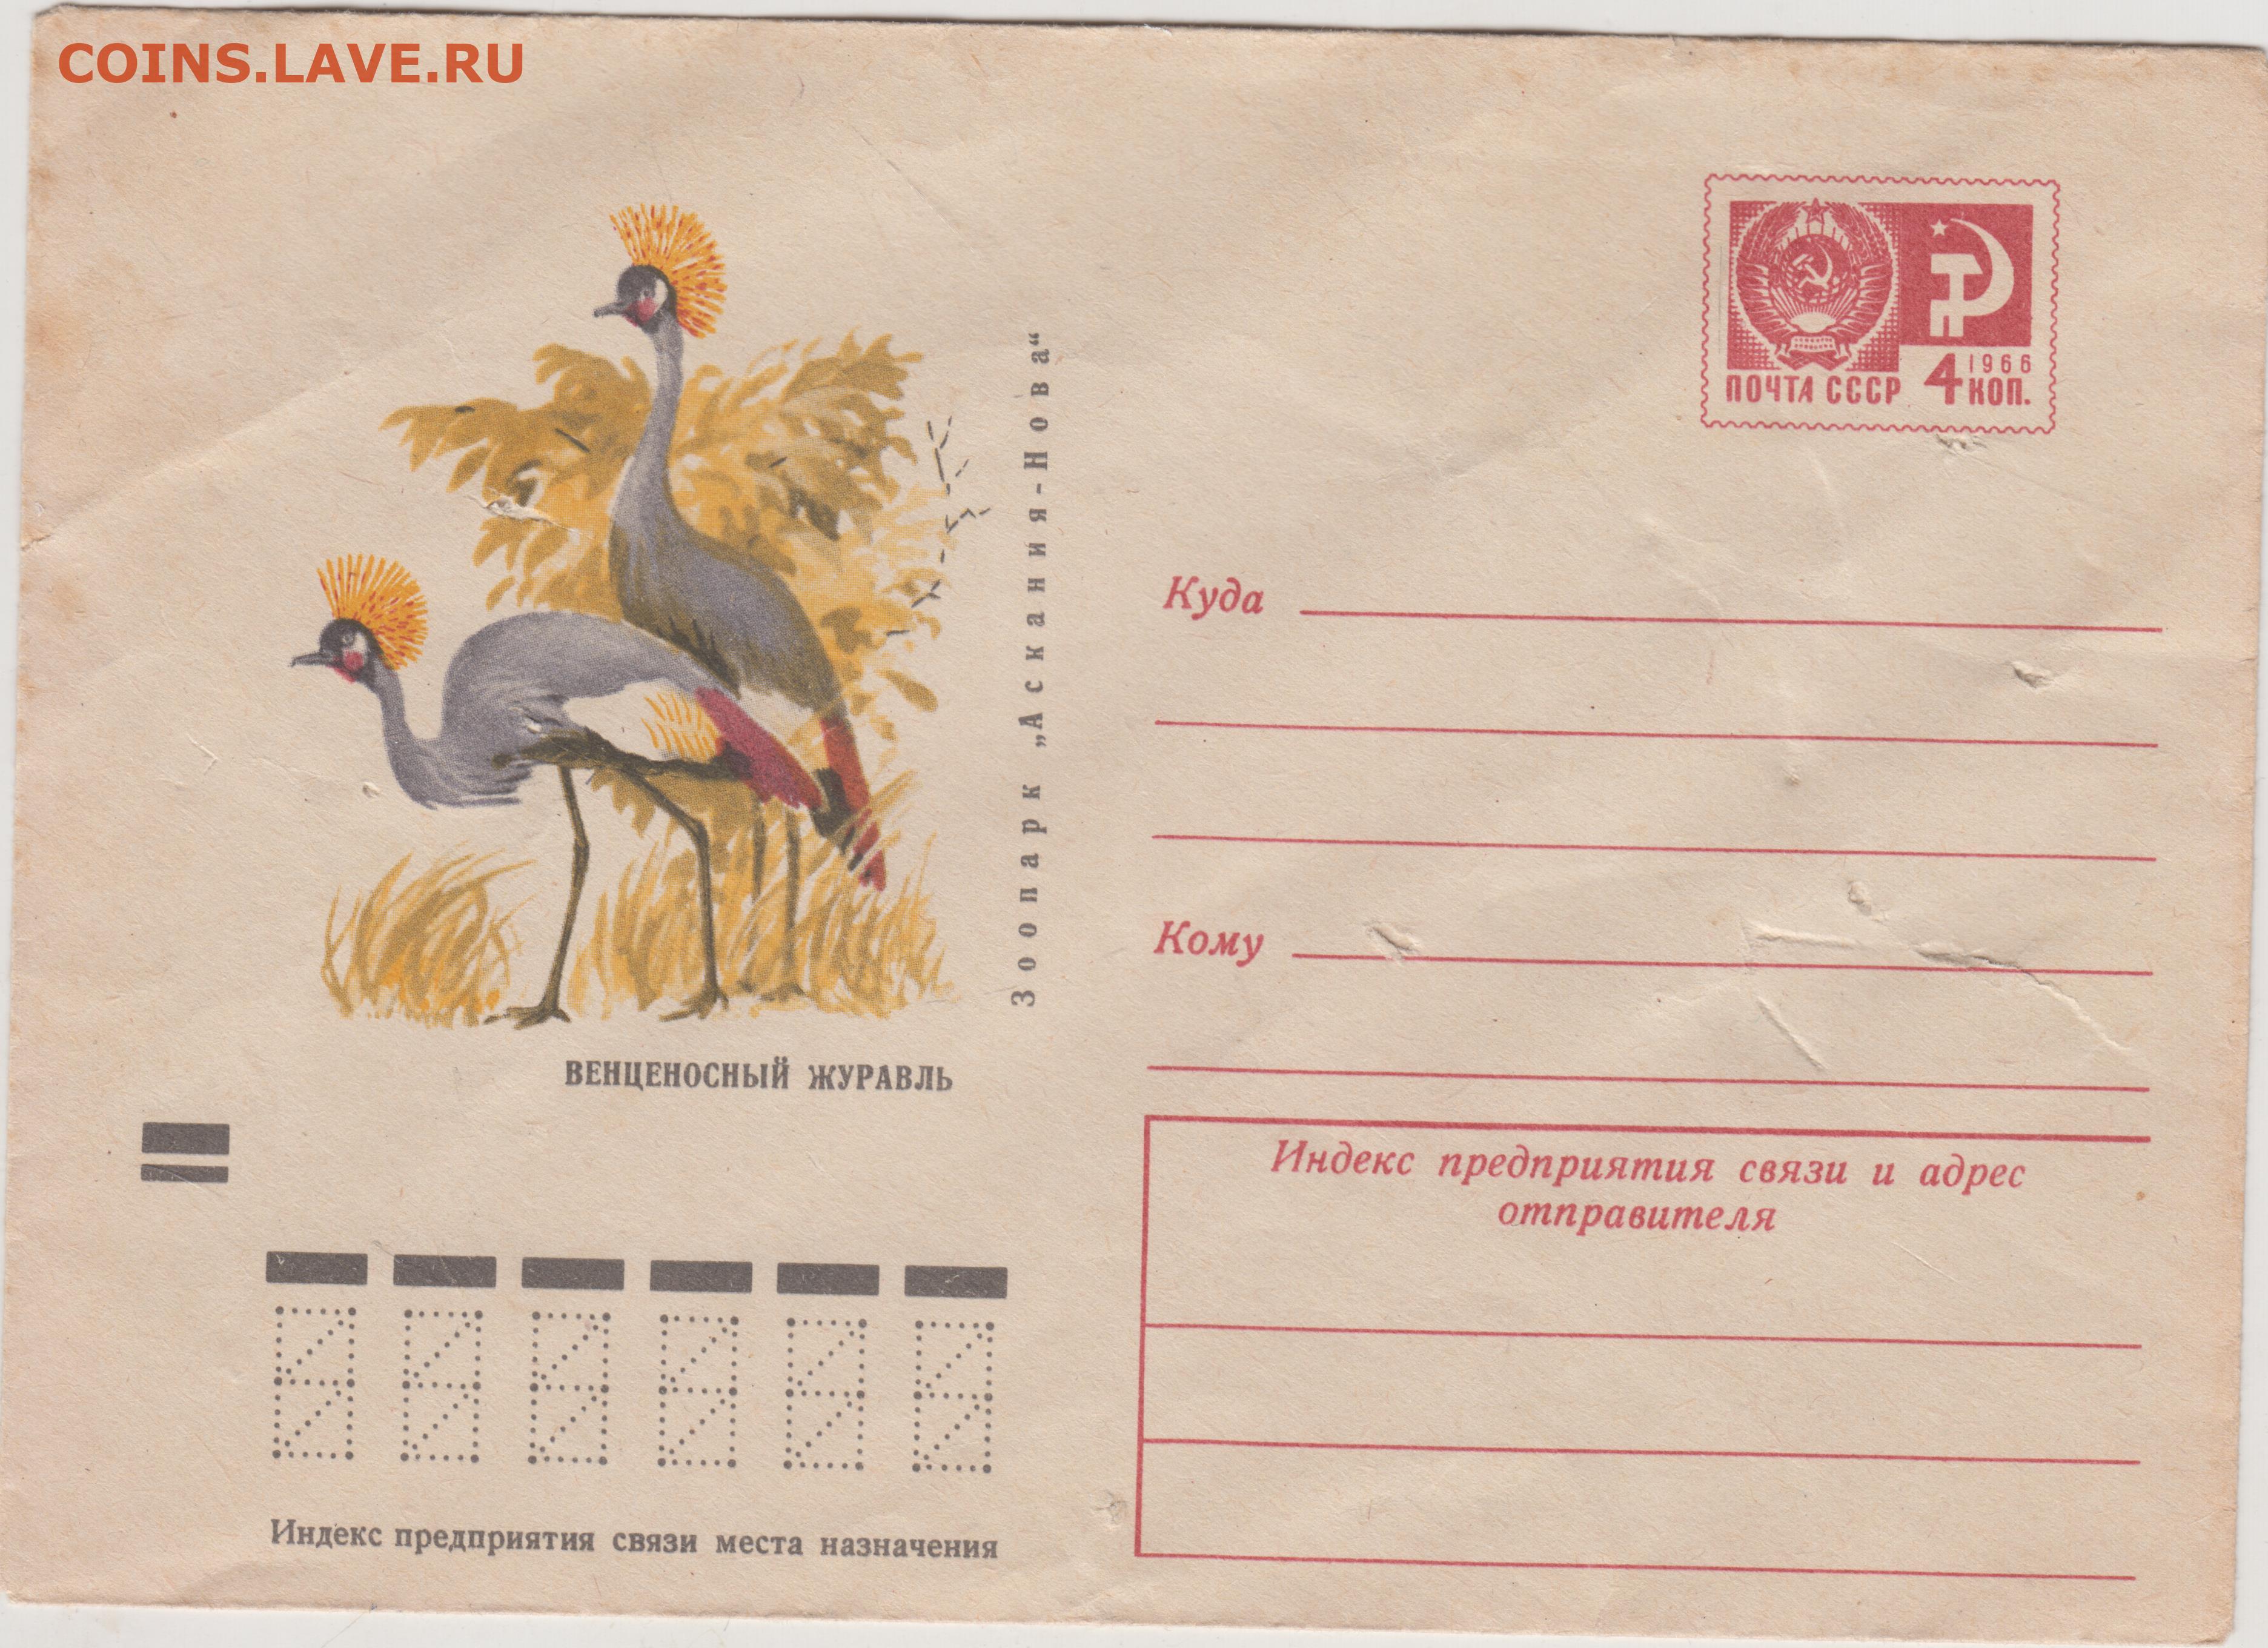 COINS.LAVE.RU
1966
ПОЧТА СССР 4 КОП.
Зоопарк „Аскания-Нова“
ВЕНЦЕНОСНЫЙ ЖУРАВЛЬ
Куда
Кому
Индекс предприятия связи и адрес
отправителя
Индекс предприятия связи места назначения